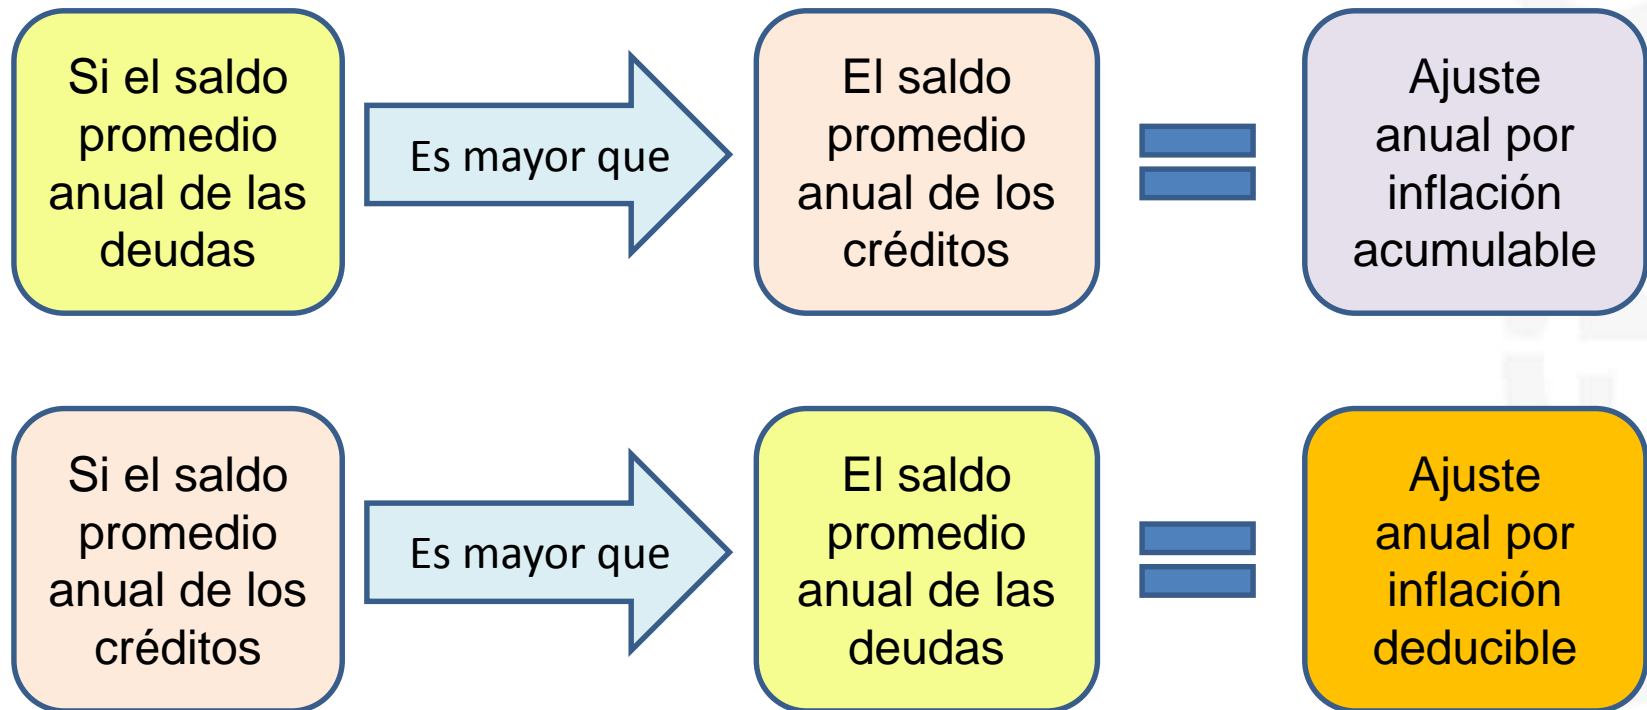 Si el saldo
promedio
anual de las
deudas
Es mayor que
El saldo
promedio
anual de los
créditos
Ajuste
anual por
inflación
acumulable
Si el saldo
promedio
anual de los
créditos
Es mayor que
El saldo
promedio
anual de las
deudas
Ajuste
anual por
inflación
deducible